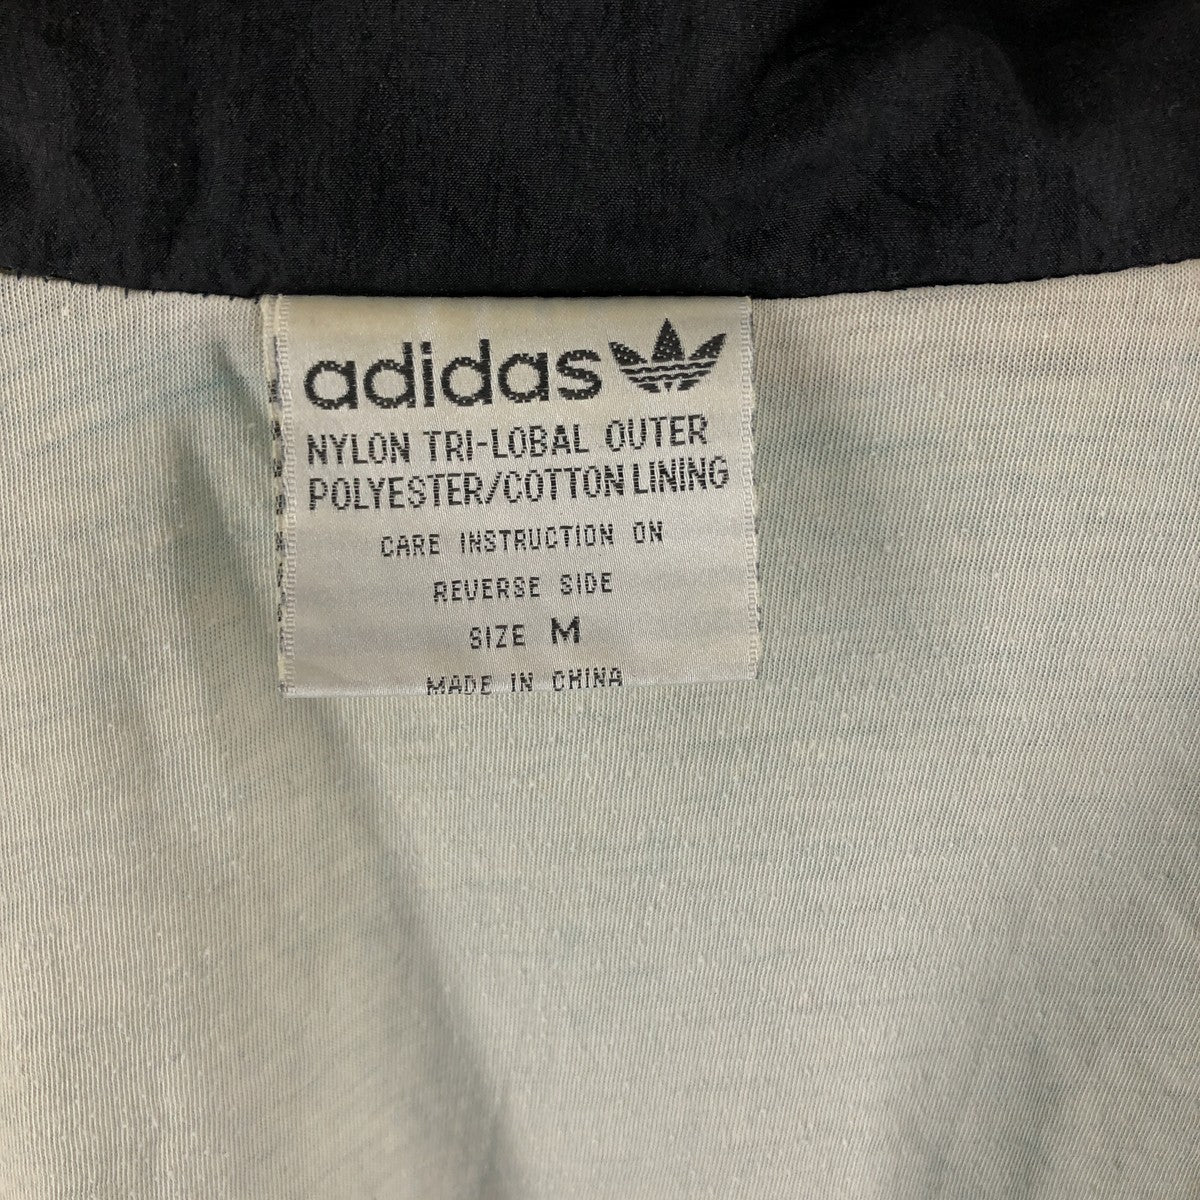 adidas
NYLON TRI-LOBAL OUTER
POLYESTER/COTTON LINING
CARE INSTRUCTION ON
REVERSE SIDE
SIZE M
MADE IN CHINA